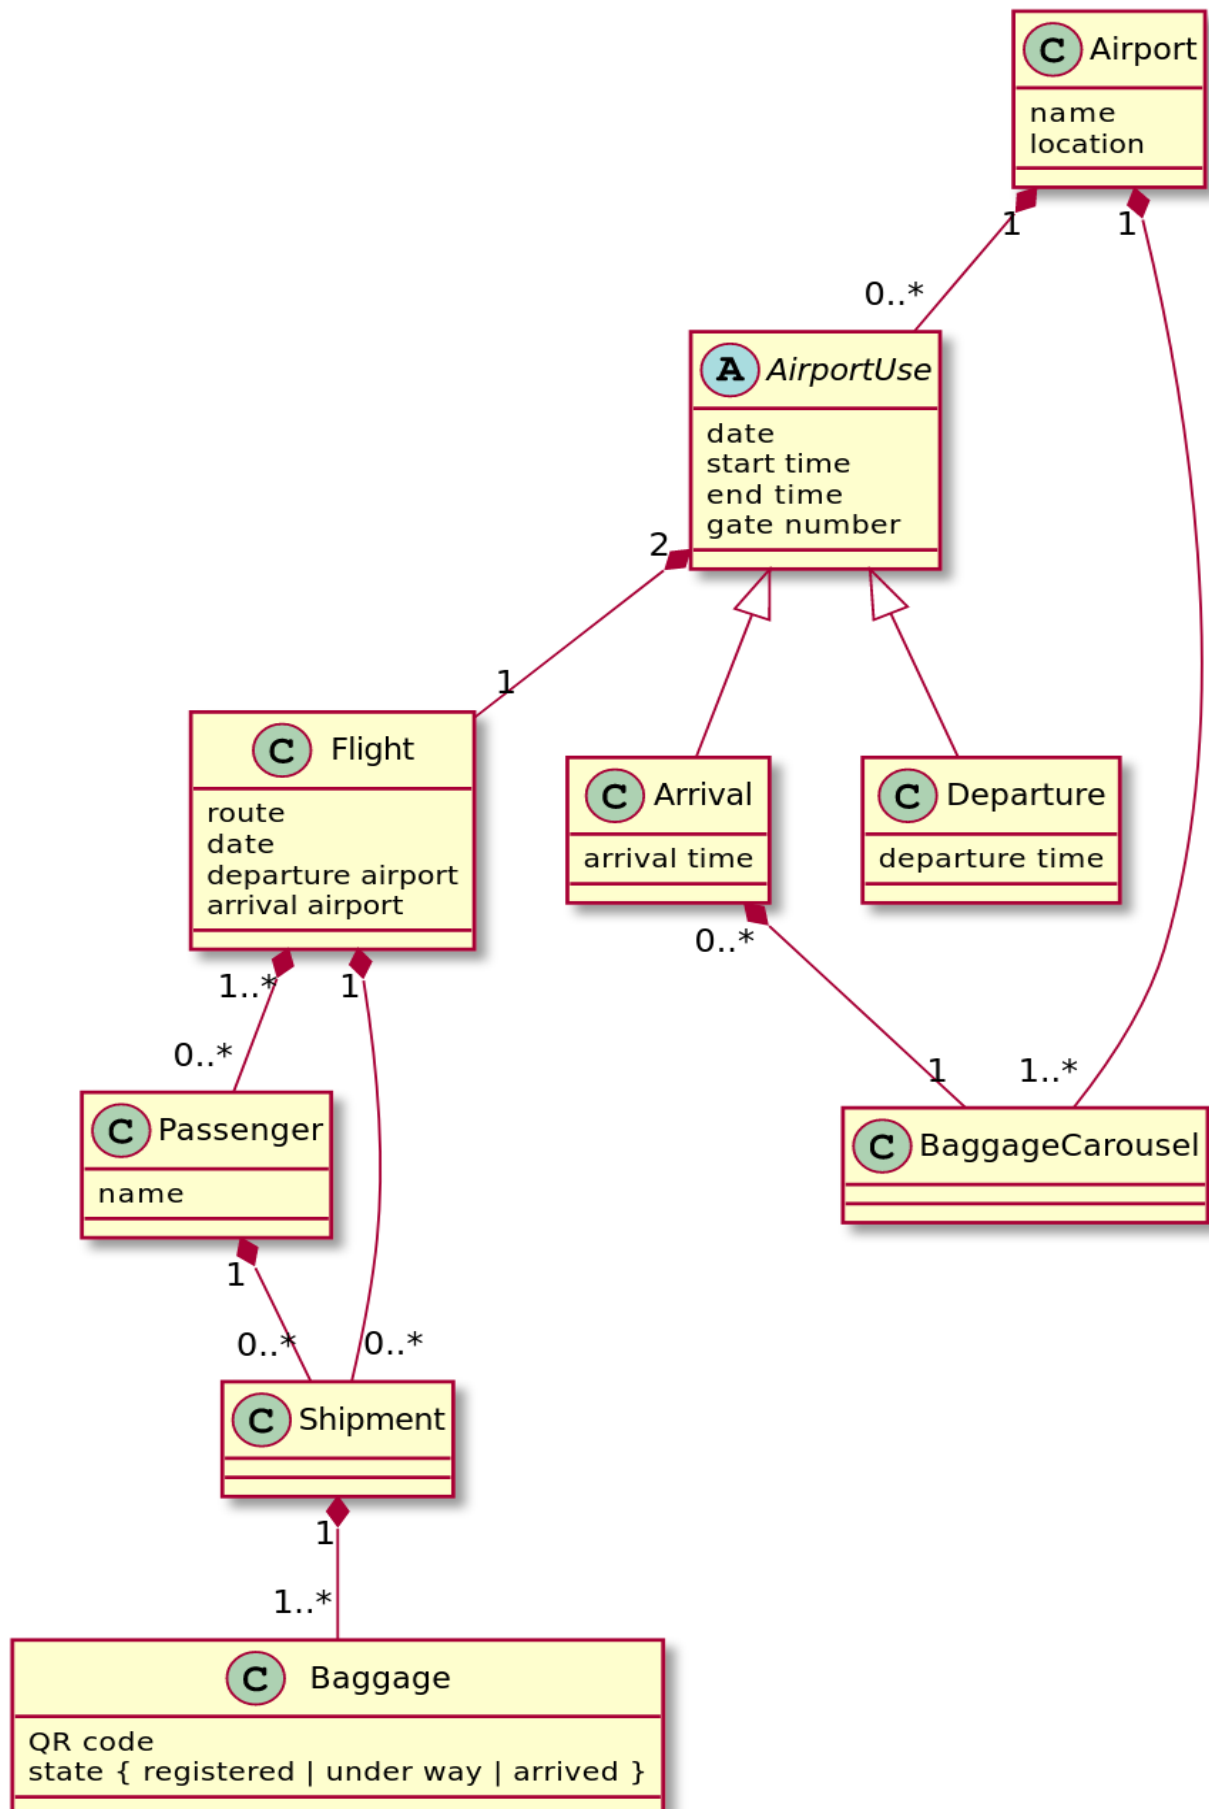 C Airport
name
location
1
1
0..*
A AirportUse
date
start time
end time
gate number
2
1
C Flight
route
date
departure airport
arrival airport
C Arrival
arrival time
C Departure
departure time
0..*
1..*
1
0..*
1
1..*
C Passenger
name
C BaggageCarousel
1
0..*
0..*
C Shipment
1
1..*
C Baggage
QR code
state { registered | under way | arrived }